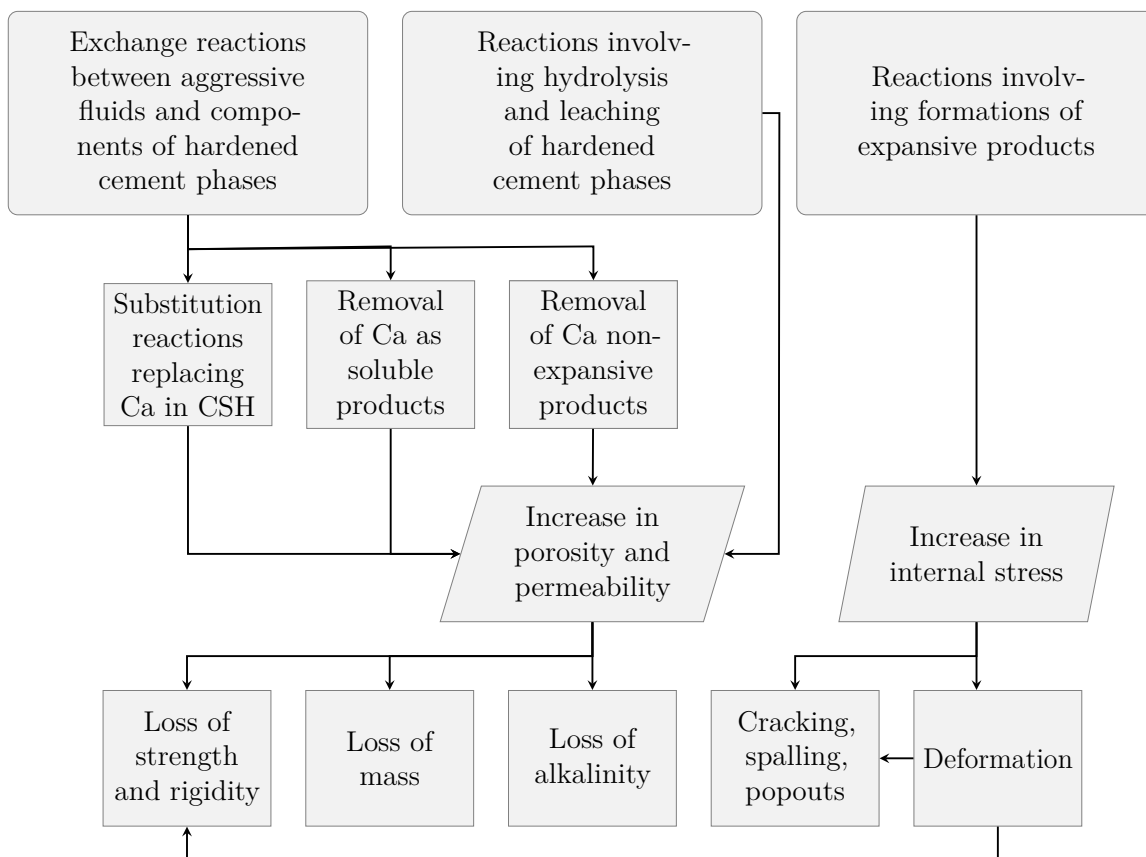 Exchange reactions
between aggressive
fluids and compo-
nents of hardened
cement phases
Reactions involv-
ing hydrolysis
and leaching
of hardened
cement phases
Reactions involv-
ing formations of
expansive products
Substitution
reactions
replacing
Ca in CSH
Removal
of Ca as
soluble
products
Removal
of Ca non-
expansive
products
Increase in
porosity and
permeability
Increase in
internal stress
Loss of
strength
and rigidity
Loss of
mass
Loss of
alkalinity
Cracking,
spalling,
popouts
Deformation